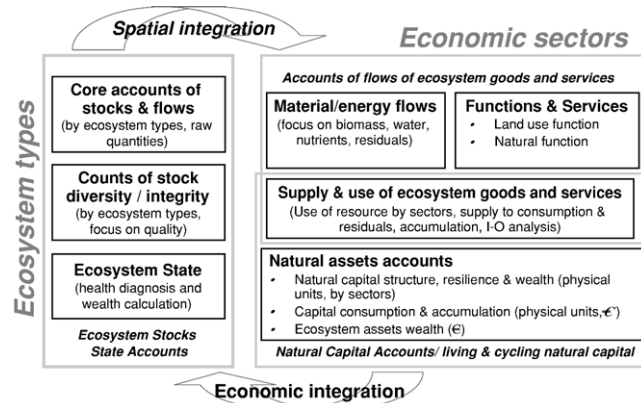 Spatial integration
Economic sectors
Ecosystem types
Core accounts of
stocks & flows
(by ecosystem types, raw
quantities)
Counts of stock
diversity / integrity
(by ecosystem types,
focus on quality)
Ecosystem State
(health diagnosis and
wealth calculation)
Ecosystem Stocks
State Accounts
Accounts of flows of ecosystem goods and services
Material/energy flows
(focus on biomass, water,
nutrients, residuals)
Functions & Services
• Land use function
• Natural function
Supply & use of ecosystem goods and services
(Use of resource by sectors, supply to consumption &
residuals, accumulation, I-O analysis)
Natural assets accounts
• Natural capital structure, resilience & wealth (physical
units, by sectors)
• Capital consumption & accumulation (physical units,€)
• Ecosystem assets wealth (€)
Natural Capital Accounts/ living & cycling natural capital
Economic integration